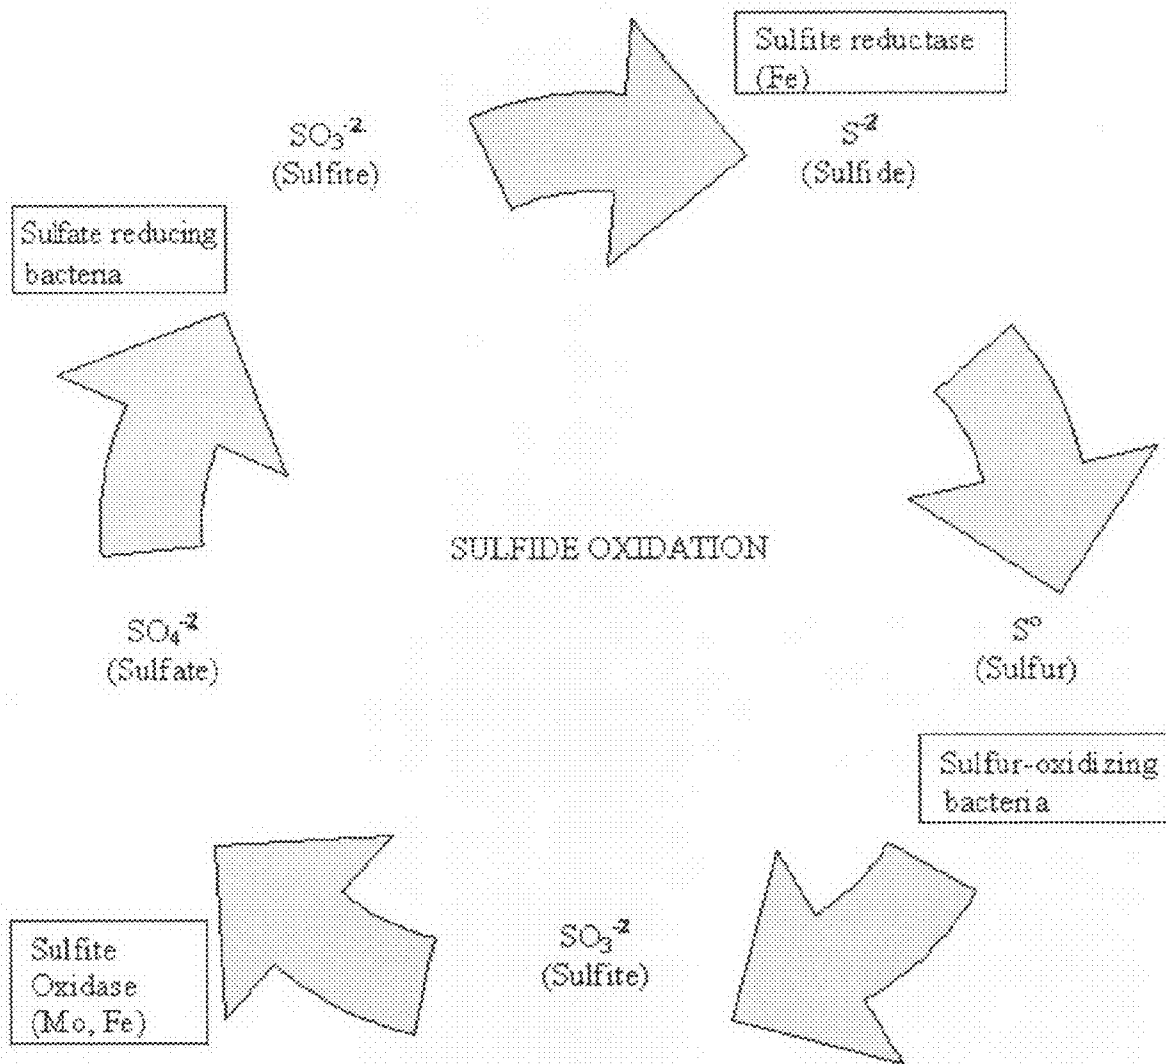 Sulfite reductase
(Fe)
SO₃⁻²
(Sulfite)
S⁻²
(Sulfide)
Sulfate reducing
bacteria
SULFIDE OXIDATION
SO₄⁻²
(Sulfate)
S°
(Sulfur)
Sulfur-oxidizing
bacteria
SO₃⁻²
(Sulfite)
Sulfite
Oxidase
(Mo, Fe)